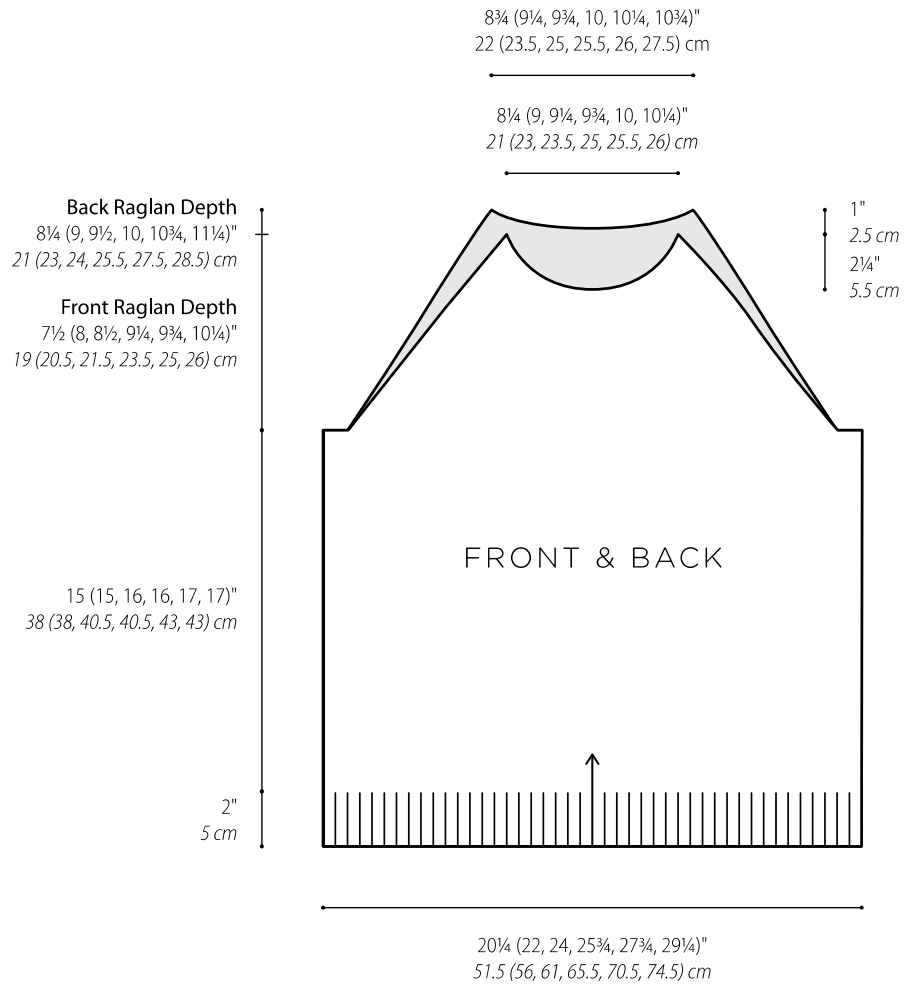 8¾ (9¼, 9¾, 10, 10¼, 10¾)"
22 (23.5, 25, 25.5, 26, 27.5) cm
8¼ (9, 9¼, 9¾, 10, 10¼)"
21 (23, 23.5, 25, 25.5, 26) cm
Back Raglan Depth
8¼ (9, 9½, 10, 10¾, 11¼)"
21 (23, 24, 25.5, 27.5, 28.5) cm
Front Raglan Depth
7½ (8, 8½, 9¼, 9¾, 10¼)"
19 (20.5, 21.5, 23.5, 25, 26) cm
1"
2.5 cm
2¼"
5.5 cm
FRONT & BACK
15 (15, 16, 16, 17, 17)"
38 (38, 40.5, 40.5, 43, 43) cm
2"
5 cm
20¼ (22, 24, 25¾, 27¾, 29¼)"
51.5 (56, 61, 65.5, 70.5, 74.5) cm